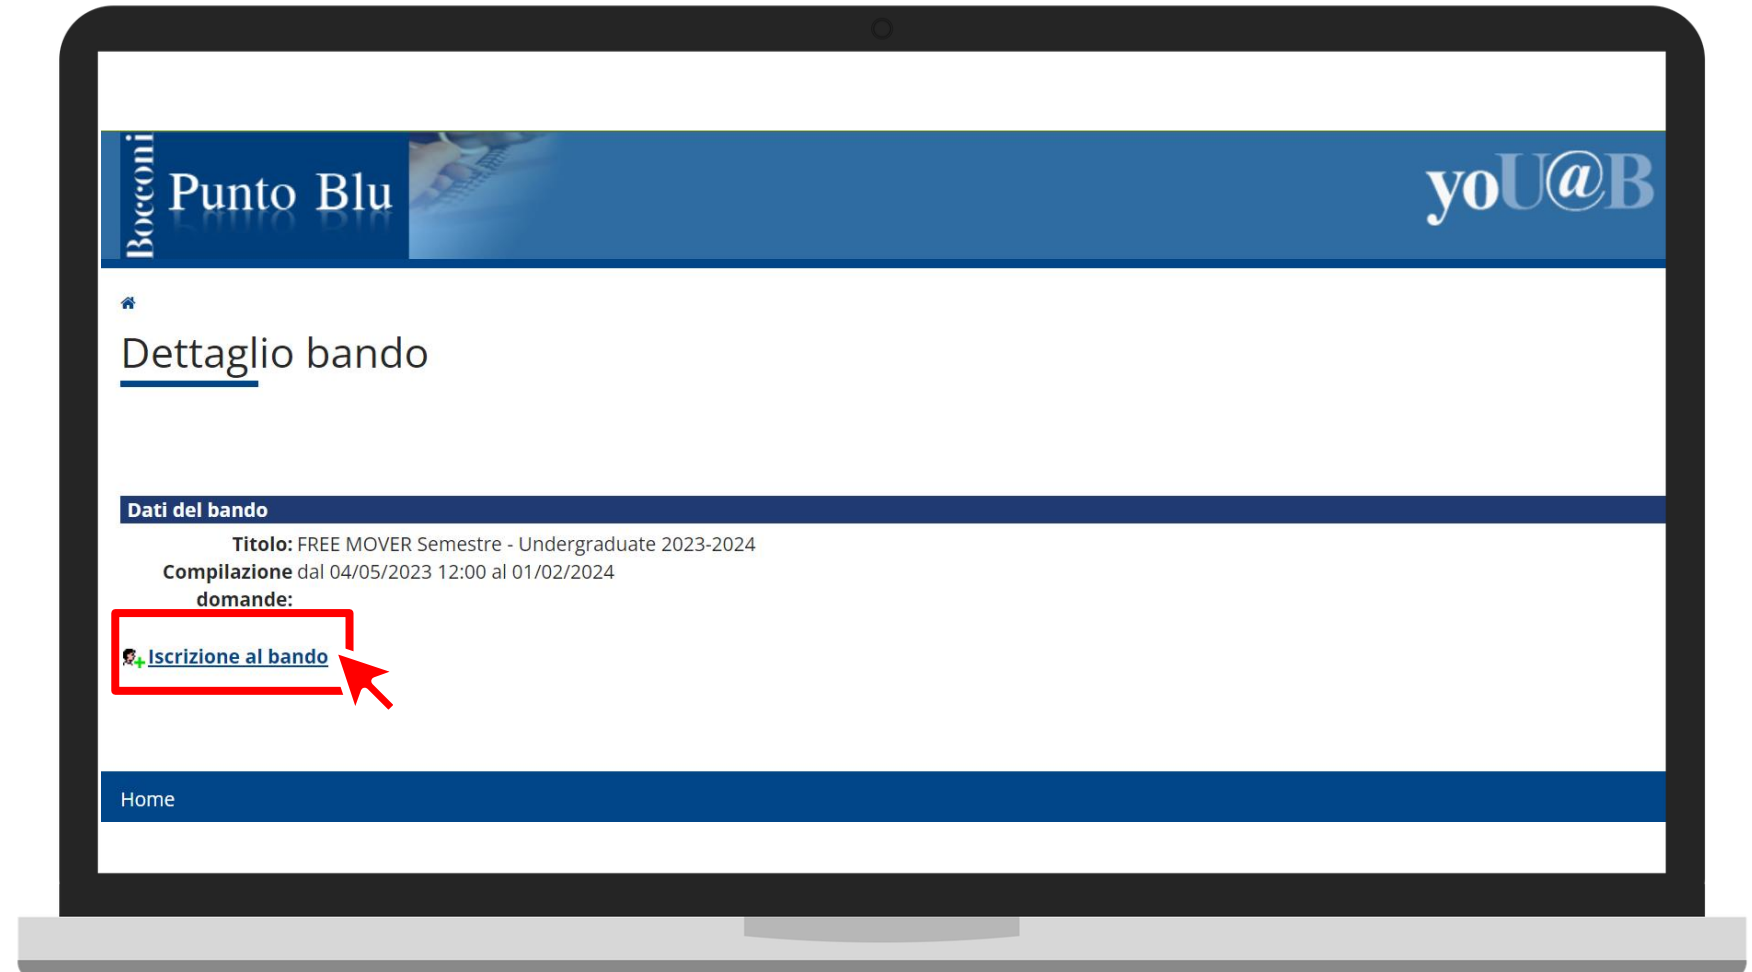 Bocconi
Punto Blu
yoU@B
Dettaglio bando
Dati del bando
Titolo: FREE MOVER Semestre - Undergraduate 2023-2024
Compilazione dal 04/05/2023 12:00 al 01/02/2024
domande:
Iscrizione al bando
Home